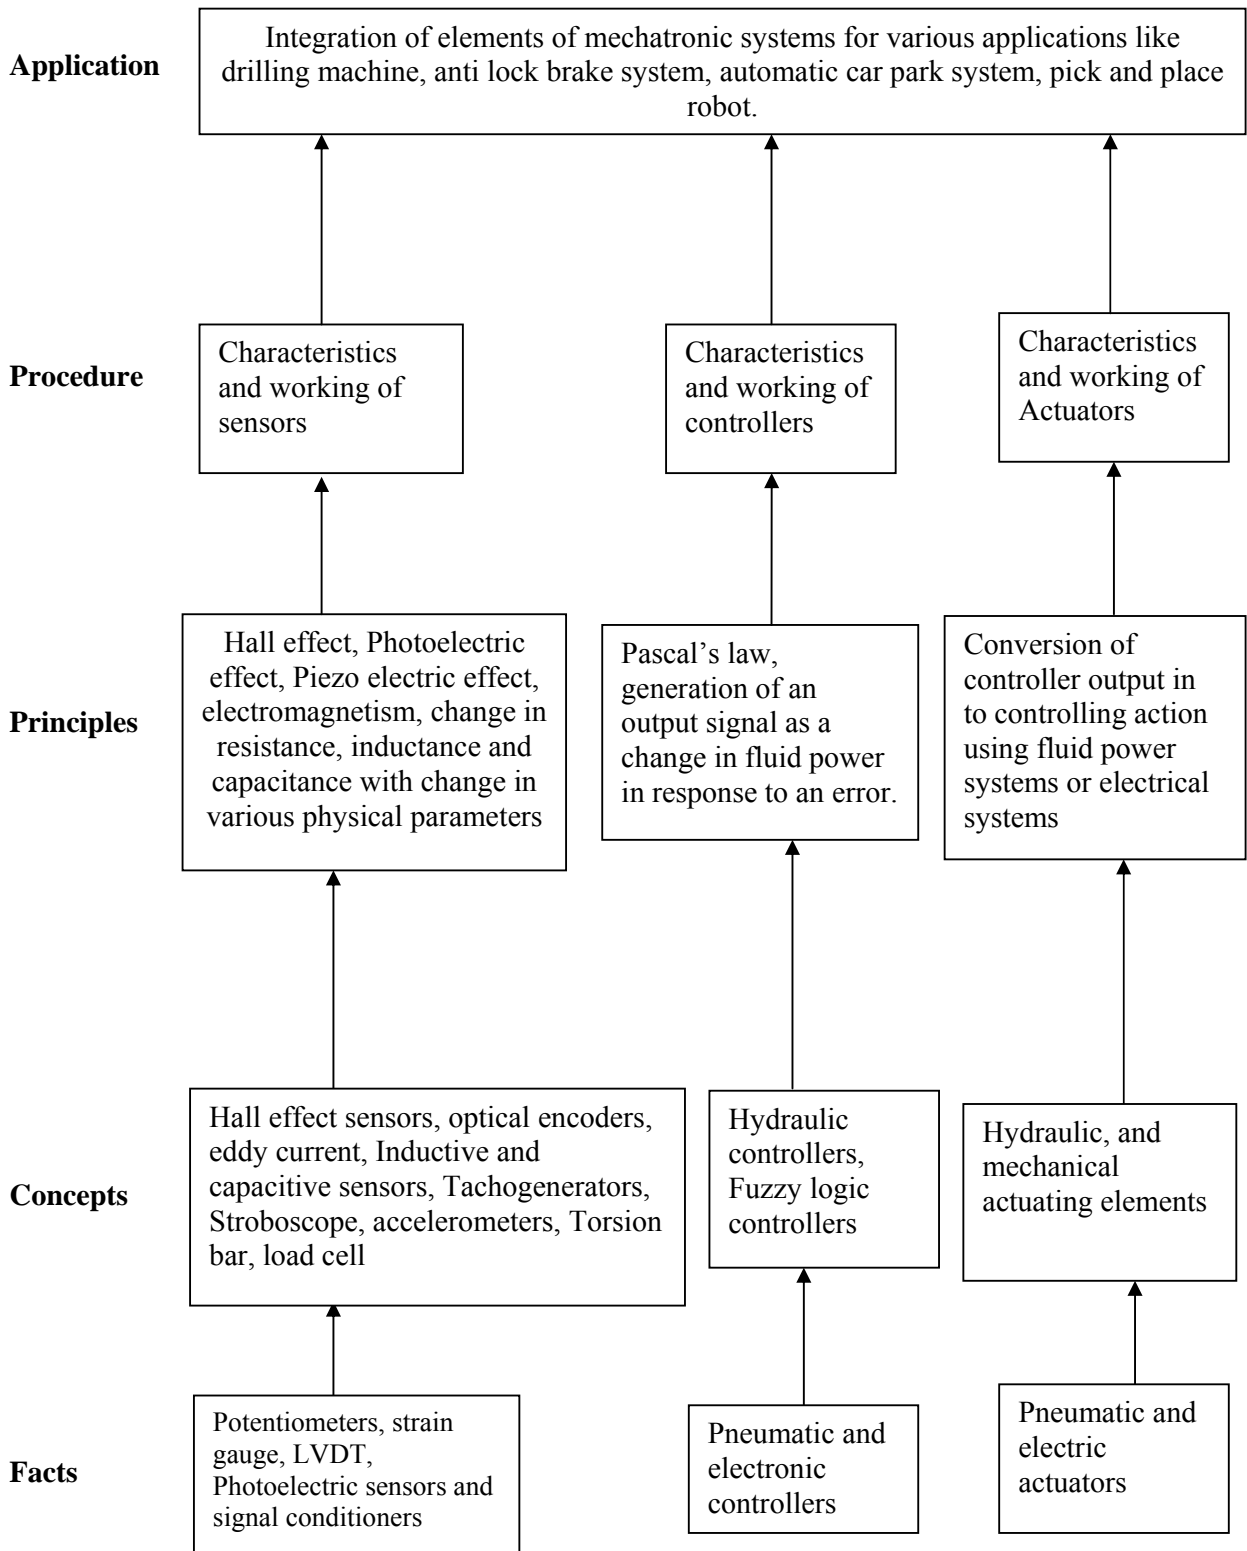 Application
Integration of elements of mechatronic systems for various applications like
drilling machine, anti lock brake system, automatic car park system, pick and place
robot.
Procedure
Characteristics
and working of
sensors
Characteristics
and working of
controllers
Characteristics
and working of
Actuators
Principles
Hall effect, Photoelectric
effect, Piezo electric effect,
electromagnetism, change in
resistance, inductance and
capacitance with change in
various physical parameters
Pascal’s law,
generation of an
output signal as a
change in fluid power
in response to an error.
Conversion of
controller output in
to controlling action
using fluid power
systems or electrical
systems
Concepts
Hall effect sensors, optical encoders,
eddy current, Inductive and
capacitive sensors, Tachogenerators,
Stroboscope, accelerometers, Torsion
bar, load cell
Hydraulic
controllers,
Fuzzy logic
controllers
Hydraulic, and
mechanical
actuating elements
Facts
Potentiometers, strain
gauge, LVDT,
Photoelectric sensors and
signal conditioners
Pneumatic and
electronic
controllers
Pneumatic and
electric
actuators